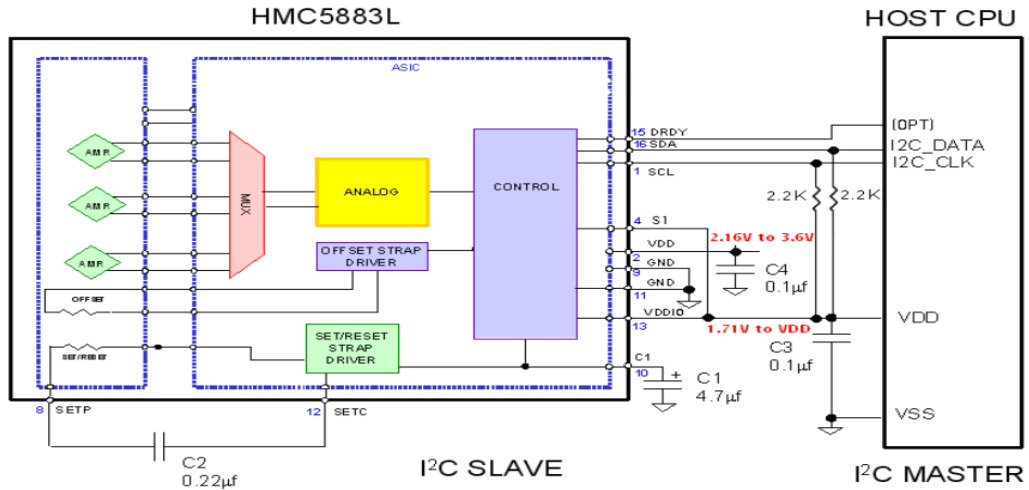 HMC5883L
HOST CPU
ASIC
AMR
AMR
AMR
MUX
ANALOG
CONTROL
OFFSET STRAP
DRIVER
OFFSET
SET/RESET
STRAP
DRIVER
SET/RESET
15 DRDY
16 SDA
1 SCL
4 S1
VDD
2
GND
9
GND
11
VDDIO
13
C1
10
2.16V to 3.6V
C4
0.1µf
1.71V to VDD
C3
0.1µf
C1
+
4.7µf
2.2K
2.2K
(OPT)
I2C_DATA
I2C_CLK
VDD
VSS
8 SETP
12 SETC
C2
0.22µf
I²C SLAVE
I²C MASTER